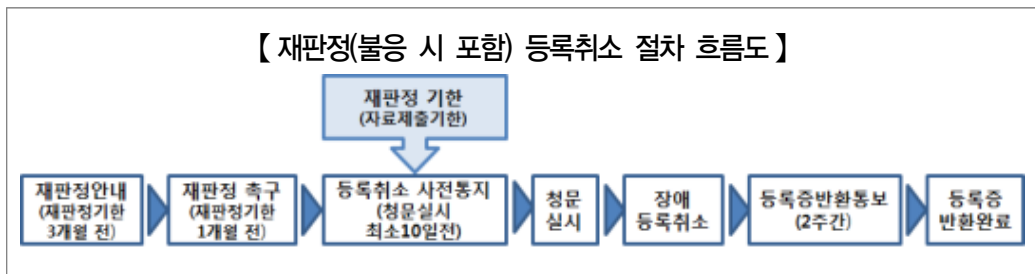 【 재판정(불응 시 포함) 등록취소 절차 흐름도 】
재판정 기한
(자료제출기한)
재판정안내
(재판정기한
3개월 전)
재판정 촉구
(재판정기한
1개월 전)
등록취소 사전통지
(청문실시
최소10일전)
청문
실시
장애
등록취소
등록증반환통보
(2주간)
등록증
반환완료